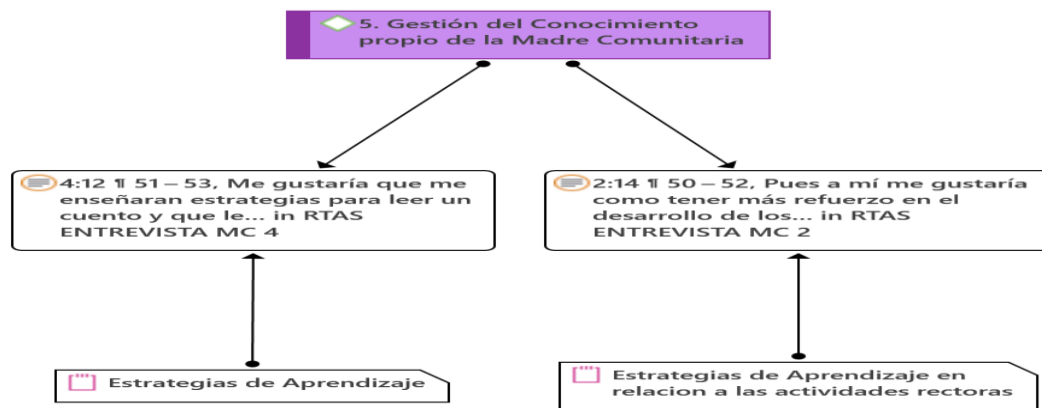 5. Gestión del Conocimiento
propio de la Madre Comunitaria
4:12 ¶ 51 – 53, Me gustaría que me
enseñaran estrategias para leer un
cuento y que le... in RTAS
ENTREVISTA MC 4
2:14 ¶ 50 – 52, Pues a mí me gustaría
como tener más refuerzo en el
desarrollo de los... in RTAS
ENTREVISTA MC 2
Estrategias de Aprendizaje
Estrategias de Aprendizaje en
relacion a las actividades rectoras